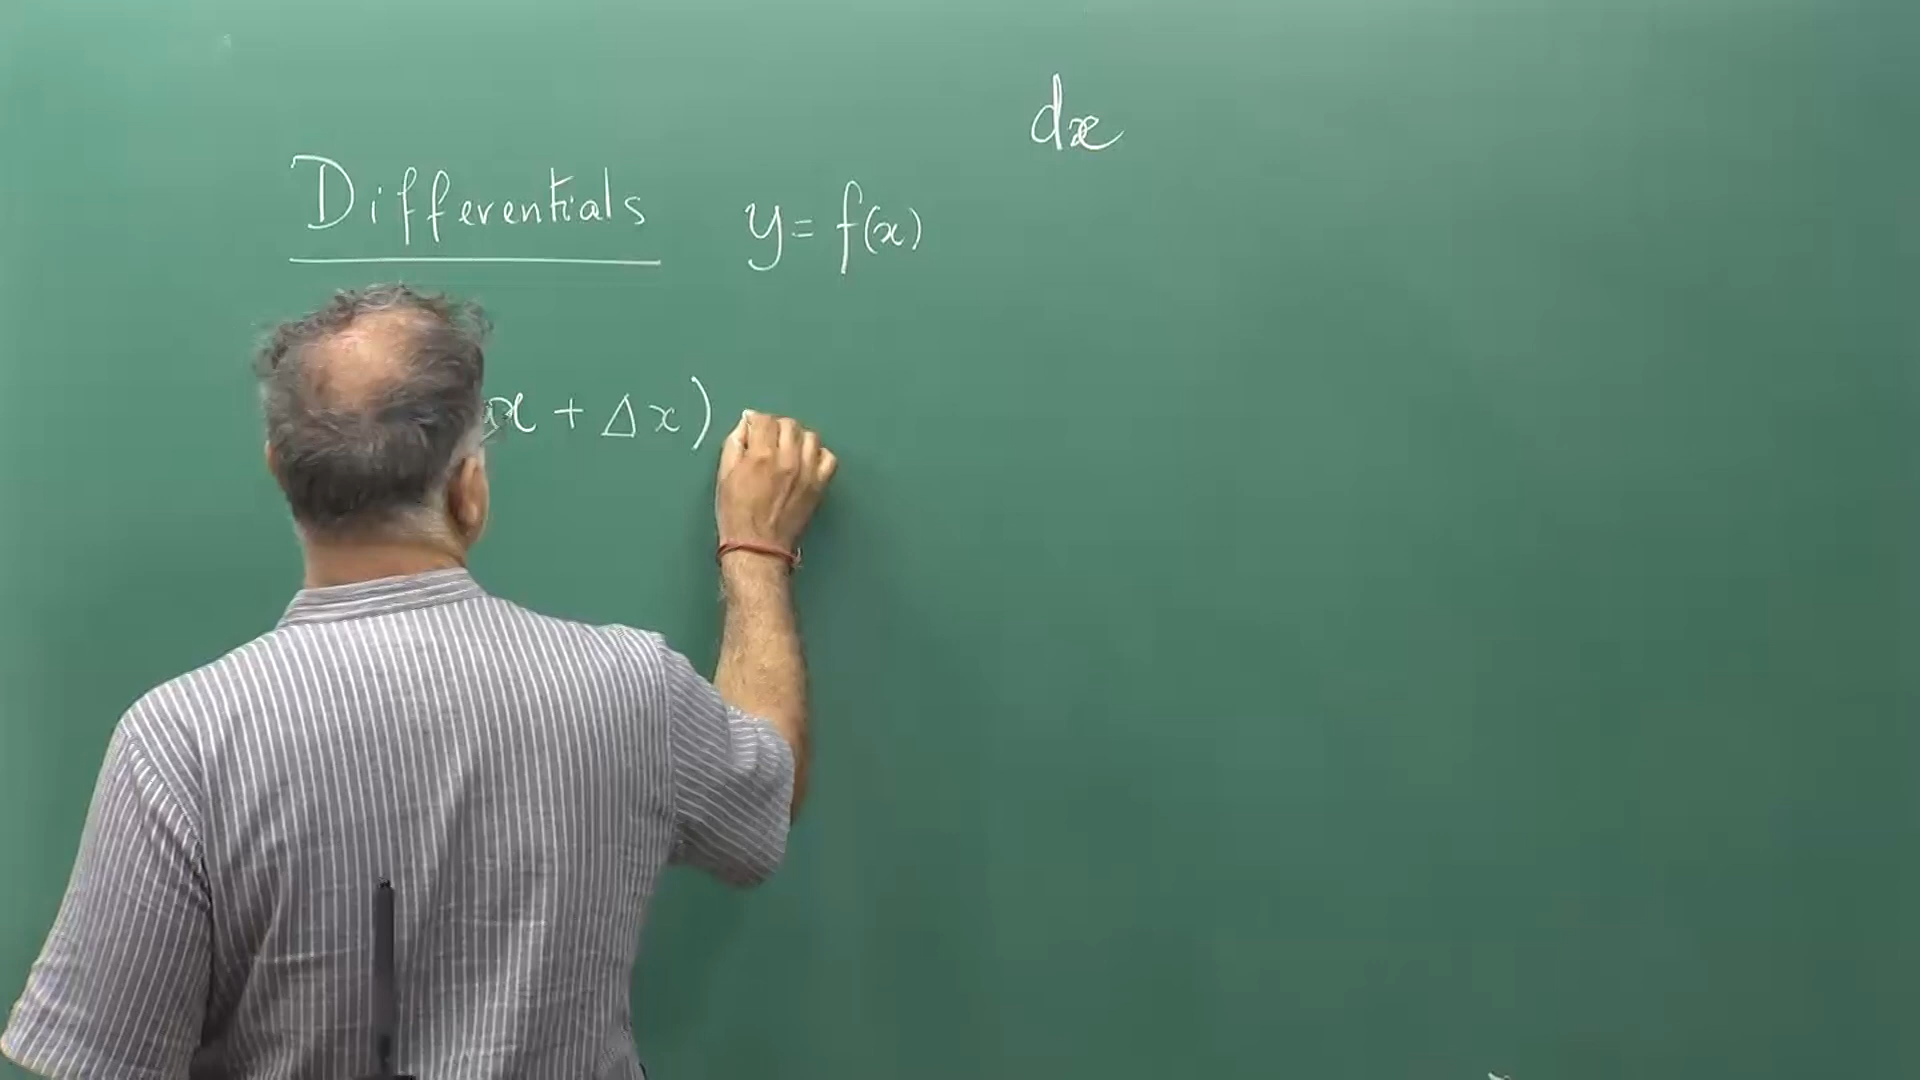 dx
Differentials y = f(x)
x + Δx)